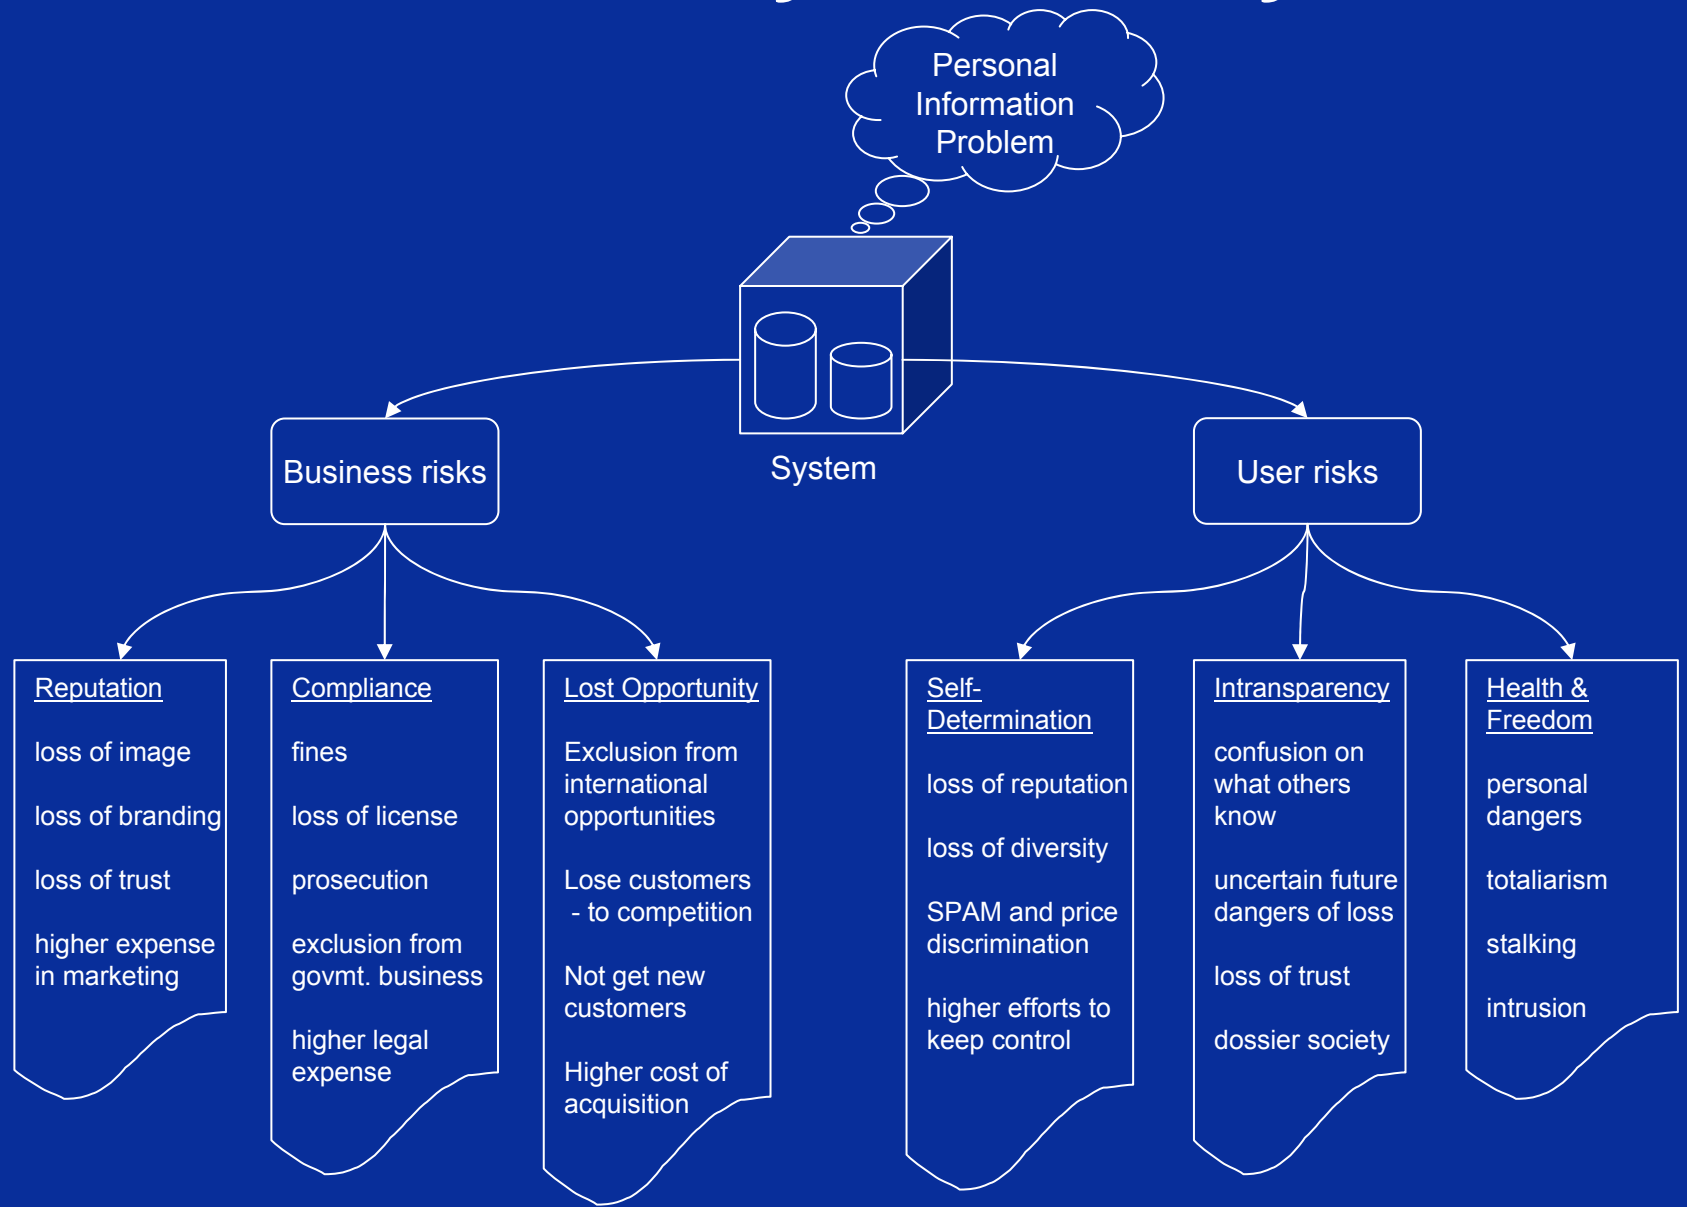 Personal
Information
Problem
System
Business risks
User risks
Reputation
loss of image
loss of branding
loss of trust
higher expense
in marketing
Compliance
fines
loss of license
prosecution
exclusion from
govmt. business
higher legal
expense
Lost Opportunity
Exclusion from
international
opportunities
Lose customers
- to competition
Not get new
customers
Higher cost of
acquisition
Self-
Determination
loss of reputation
loss of diversity
SPAM and price
discrimination
higher efforts to
keep control
Intransparency
confusion on
what others
know
uncertain future
dangers of loss
loss of trust
dossier society
Health &
Freedom
personal
dangers
totaliarism
stalking
intrusion